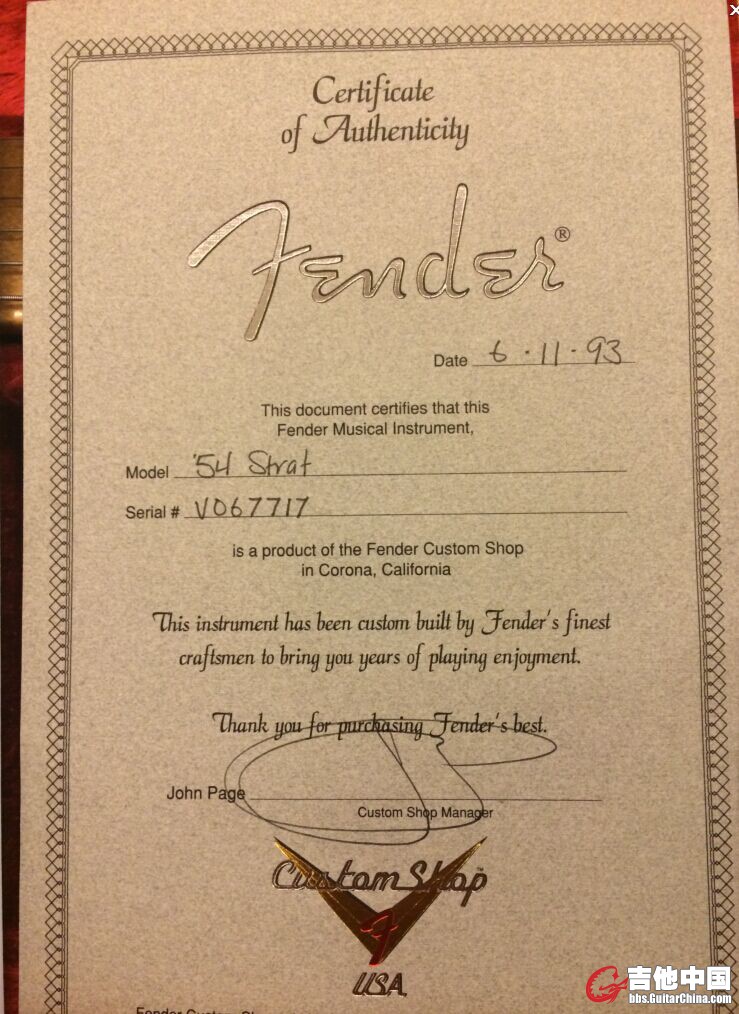 Certificate
of Authenticity
Fender®
Date 6·11·93
This document certifies that this
Fender Musical Instrument,
Model '54 Strat
Serial # V067717
is a product of the Fender Custom Shop
in Corona, California
This instrument has been custom built by Fender's finest
craftsmen to bring you years of playing enjoyment.
Thank you for purchasing Fender's best.
John Page
Custom Shop Manager
Custom Shop™
F
USA
吉他中国
bbs.GuitarChina.com